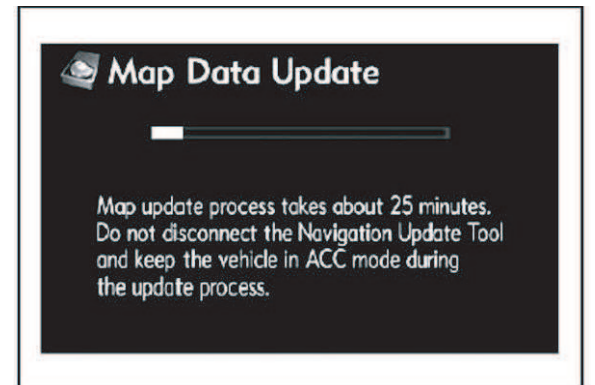 Map Data Update
Map update process takes about 25 minutes.
Do not disconnect the Navigation Update Tool
and keep the vehicle in ACC mode during
the update process.